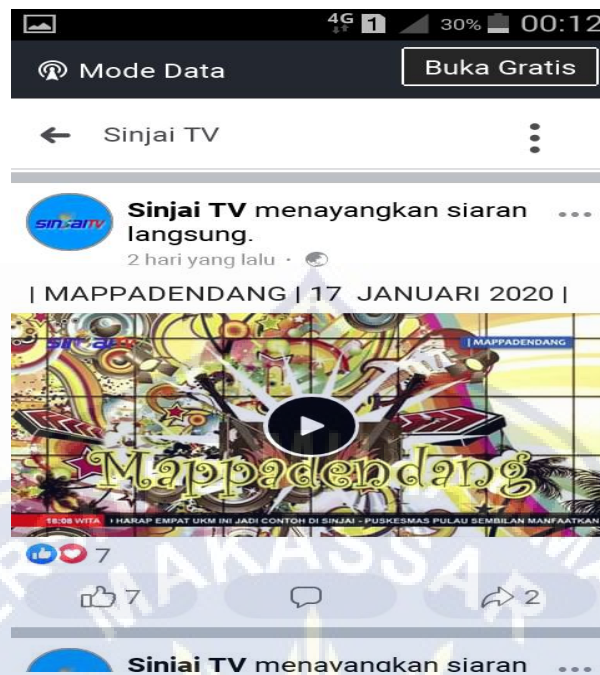 4G 1 30% 00:12
Mode Data
Buka Gratis
Sinjai TV
SINJAITV
Sinjai TV menayangkan siaran
langsung.
2 hari yang lalu ·
| MAPPADENDANG | 17 JANUARI 2020 |
| MAPPADENDANG
Mappadendang
16:08 WITA
HARAP EMPAT UKM INI JADI CONTOH DI SINJAI - PUSKESMAS PULAU SEMBILAN MANFAATKAN
7
7 2
MAKASSAR
Sinjai TV menayangkan siaran